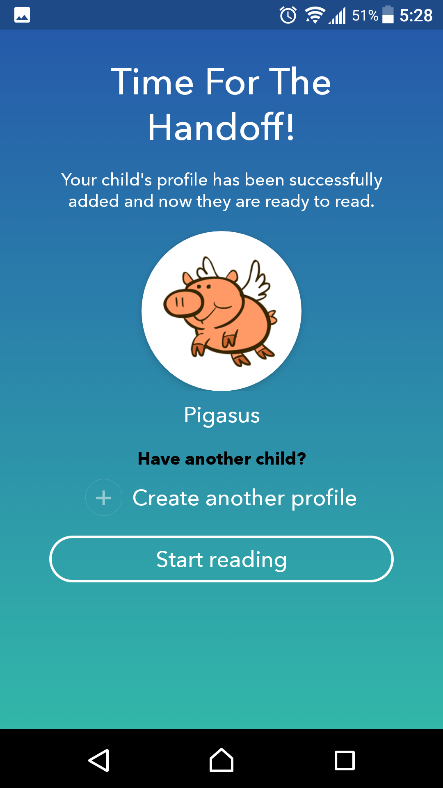 51% 5:28
Time For The
Handoff!
Your child's profile has been successfully
added and now they are ready to read.
Pigasus
Have another child?
+ Create another profile
Start reading